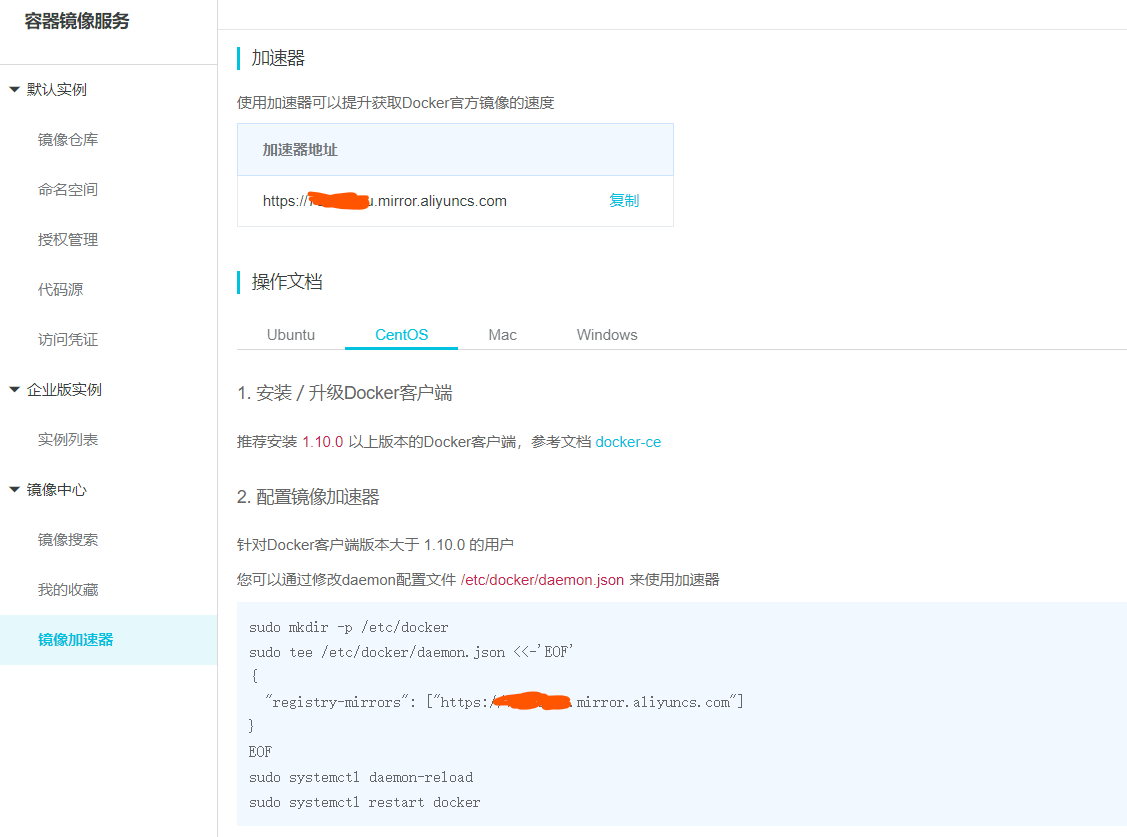 容器镜像服务
默认实例
镜像仓库
命名空间
授权管理
代码源
访问凭证
企业版实例
实例列表
镜像中心
镜像搜索
我的收藏
镜像加速器
加速器
使用加速器可以提升获取Docker官方镜像的速度
加速器地址
https:// .mirror.aliyuncs.com 复制
操作文档
Ubuntu CentOS Mac Windows
1. 安装 / 升级Docker客户端
推荐安装 1.10.0 以上版本的Docker客户端，参考文档 docker-ce
2. 配置镜像加速器
针对Docker客户端版本大于 1.10.0 的用户
您可以通过修改daemon配置文件 /etc/docker/daemon.json 来使用加速器
sudo mkdir -p /etc/docker
sudo tee /etc/docker/daemon.json <<-'EOF'
{
"registry-mirrors": ["https:/ .mirror.aliyuncs.com"]
}
EOF
sudo systemctl daemon-reload
sudo systemctl restart docker